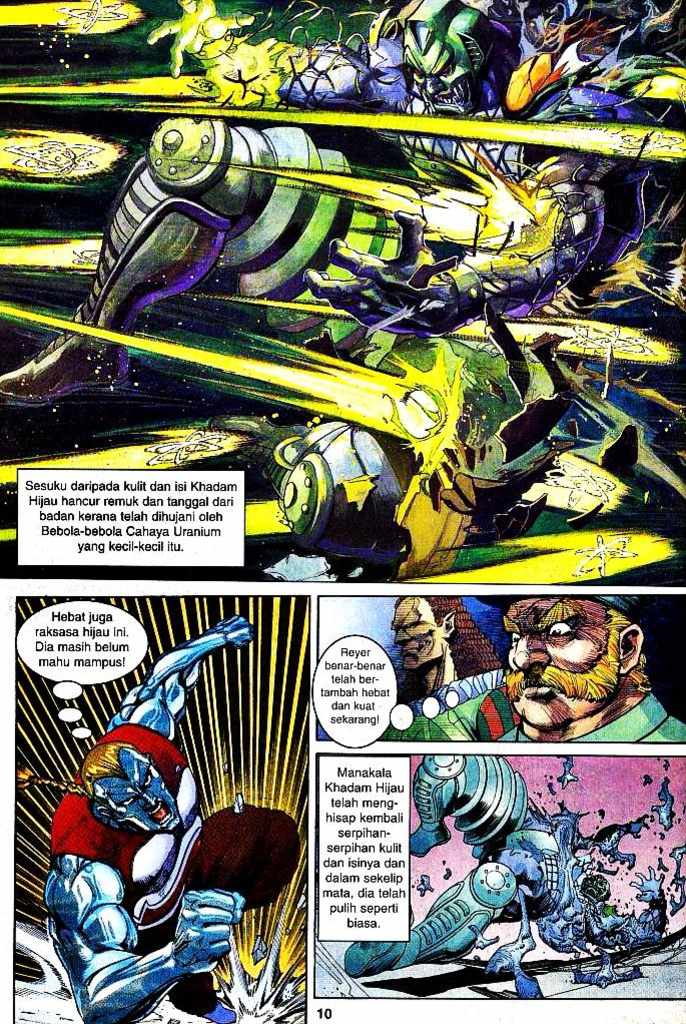 Sesuku daripada kulit dan isi Khadam
Hijau hancur remuk dan tanggal dari
badan kerana telah dihujani oleh
Bebola-bebola Cahaya Uranium
yang kecil-kecil itu.
Hebat juga
raksasa hijau ini.
Dia masih belum
mahu mampus!
Reyer
benar-benar
telah ber-
tambah hebat
dan kuat
sekarang!
Manakala
Khadam Hijau
telah meng-
hisap kembali
serpihan-
serpihan kulit
dan isinya dan
dalam sekelip
mata, dia telah
pulih seperti
biasa.
10